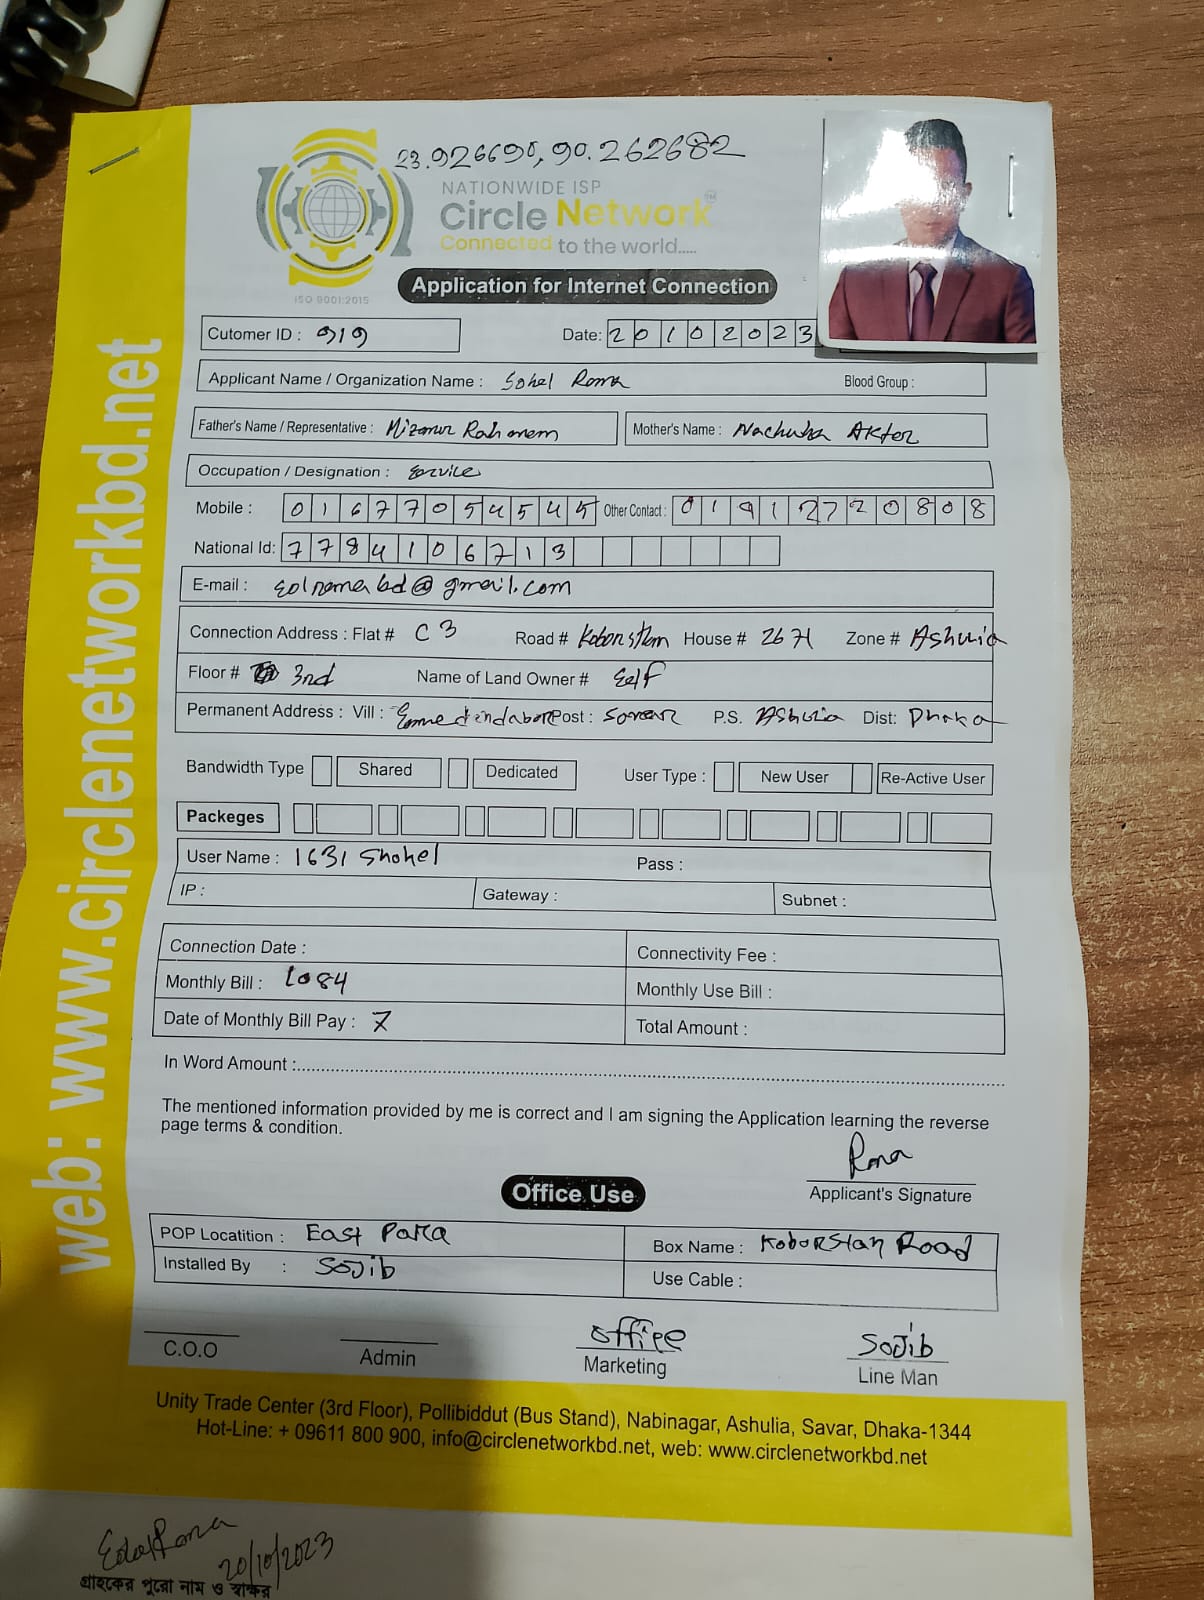 23.926690, 90.262682
NATIONWIDE ISP
Circle Network™
Connected to the world.....
ISO 9001:2015
Application for Internet Connection
Cutomer ID : 919 Date: 20102023
Applicant Name / Organization Name : Sohel Rana Blood Group :
Father's Name / Representative : Mizanur Rahamem Mother's Name : Nachuba Akter
Occupation / Designation : Service
Mobile : 01677054545 Other Contact : 01912720808
National Id: 7784106713
E-mail : @gmail.com
Connection Address : Flat # C3 Road # House # 267/ Zone # Ashulia
Floor # 3rd Name of Land Owner # Self
Permanent Address : Vill : Post : Savar P.S. Ashulia Dist: Dhaka
Bandwidth Type Shared Dedicated User Type : New User Re-Active User
Packeges
User Name : 1631 Shohel Pass :
IP : Gateway : Subnet :
Connection Date : Connectivity Fee :
Monthly Bill : 1084 Monthly Use Bill :
Date of Monthly Bill Pay : 7 Total Amount :
In Word Amount :
The mentioned information provided by me is correct and I am signing the Application learning the reverse
page terms & condition.
Rana
Applicant's Signature
Office Use
POP Locatition : East Para Box Name : Koborstan Road
Installed By : Sojib Use Cable :
Office Sojib
C.O.O Admin Marketing Line Man
Unity Trade Center (3rd Floor), Pollibiddut (Bus Stand), Nabinagar, Ashulia, Savar, Dhaka-1344
Hot-Line: + 09611 800 900, info@circlenetworkbd.net, web: www.circlenetworkbd.net
Rana
20/10/2023
গ্রাহকের পুরো নাম ও স্বাক্ষর
web: www.circlenetworkbd.net